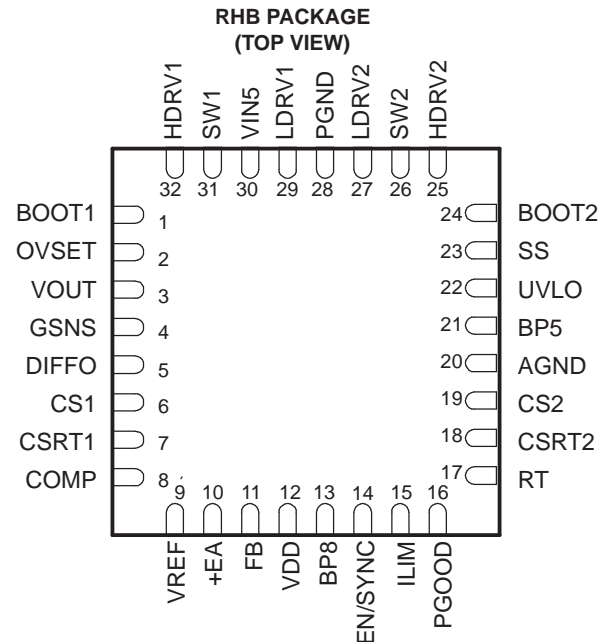 RHB PACKAGE
(TOP VIEW)
HDRV1
SW1
VIN5
LDRV1
PGND
LDRV2
SW2
HDRV2
32 31 30 29 28 27 26 25
BOOT1 1
OVSET 2
VOUT 3
GSNS 4
DIFFO 5
CS1 6
CSRT1 7
COMP 8
24 BOOT2
23 SS
22 UVLO
21 BP5
20 AGND
19 CS2
18 CSRT2
17 RT
9 10 11 12 13 14 15 16
VREF
+EA
FB
VDD
BP8
EN/SYNC
ILIM
PGOOD